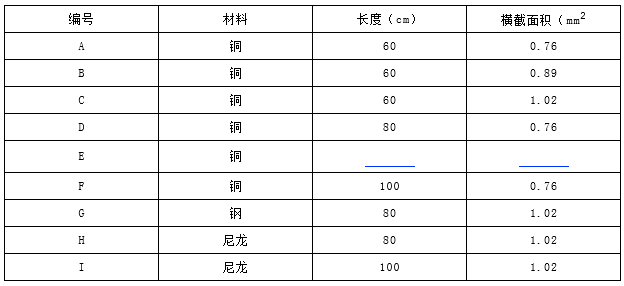 编号 材料 长度(cm) 横截面积(mm²
A 铜 60 0.76
B 铜 60 0.89
C 铜 60 1.02
D 铜 80 0.76
E 铜
F 铜 100 0.76
G 钢 80 1.02
H 尼龙 80 1.02
I 尼龙 100 1.02